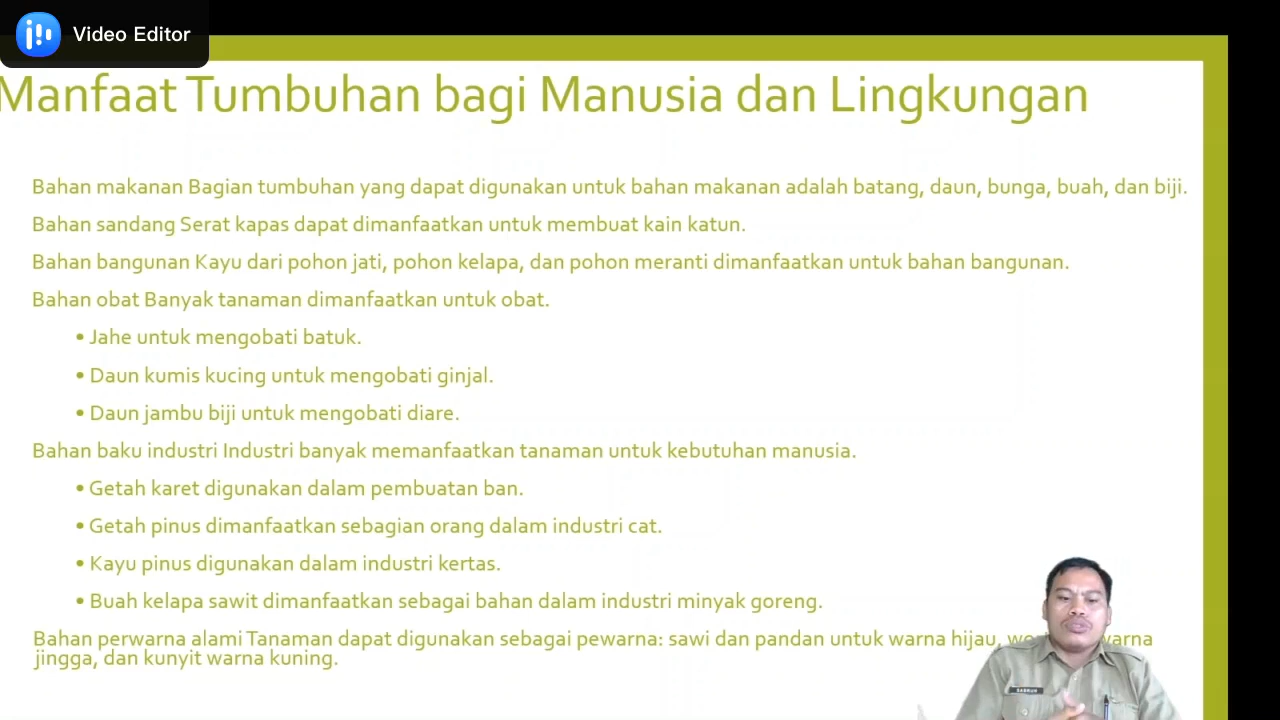 Video Editor
Manfaat Tumbuhan bagi Manusia dan Lingkungan
Bahan makanan Bagian tumbuhan yang dapat digunakan untuk bahan makanan adalah batang, daun, bunga, buah, dan biji.
Bahan sandang Serat kapas dapat dimanfaatkan untuk membuat kain katun.
Bahan bangunan Kayu dari pohon jati, pohon kelapa, dan pohon meranti dimanfaatkan untuk bahan bangunan.
Bahan obat Banyak tanaman dimanfaatkan untuk obat.
• Jahe untuk mengobati batuk.
• Daun kumis kucing untuk mengobati ginjal.
• Daun jambu biji untuk mengobati diare.
Bahan baku industri Industri banyak memanfaatkan tanaman untuk kebutuhan manusia.
• Getah karet digunakan dalam pembuatan ban.
• Getah pinus dimanfaatkan sebagian orang dalam industri cat.
• Kayu pinus digunakan dalam industri kertas.
• Buah kelapa sawit dimanfaatkan sebagai bahan dalam industri minyak goreng.
Bahan perwarna alami Tanaman dapat digunakan sebagai pewarna: sawi dan pandan untuk warna hijau,
jingga, dan kunyit warna kuning.